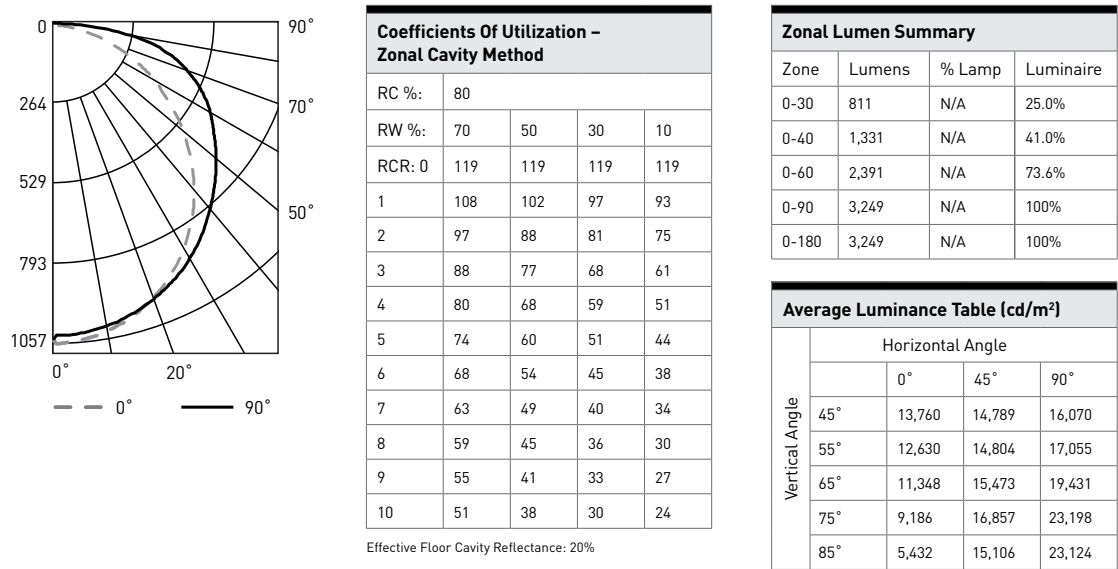 0
264
529
793
1057
90˚
70˚
50˚
0˚
20˚
0˚ 90˚
Coefficients Of Utilization –
Zonal Cavity Method
RC %: 80
RW %: 70 50 30 10
RCR: 0 119 119 119 119
1 108 102 97 93
2 97 88 81 75
3 88 77 68 61
4 80 68 59 51
5 74 60 51 44
6 68 54 45 38
7 63 49 40 34
8 59 45 36 30
9 55 41 33 27
10 51 38 30 24
Effective Floor Cavity Reflectance: 20%
Zonal Lumen Summary
Zone Lumens % Lamp Luminaire
0-30 811 N/A 25.0%
0-40 1,331 N/A 41.0%
0-60 2,391 N/A 73.6%
0-90 3,249 N/A 100%
0-180 3,249 N/A 100%
Average Luminance Table (cd/m²)
Horizontal Angle
0˚ 45˚ 90˚
Vertical Angle
45˚ 13,760 14,789 16,070
55˚ 12,630 14,804 17,055
65˚ 11,348 15,473 19,431
75˚ 9,186 16,857 23,198
85˚ 5,432 15,106 23,124